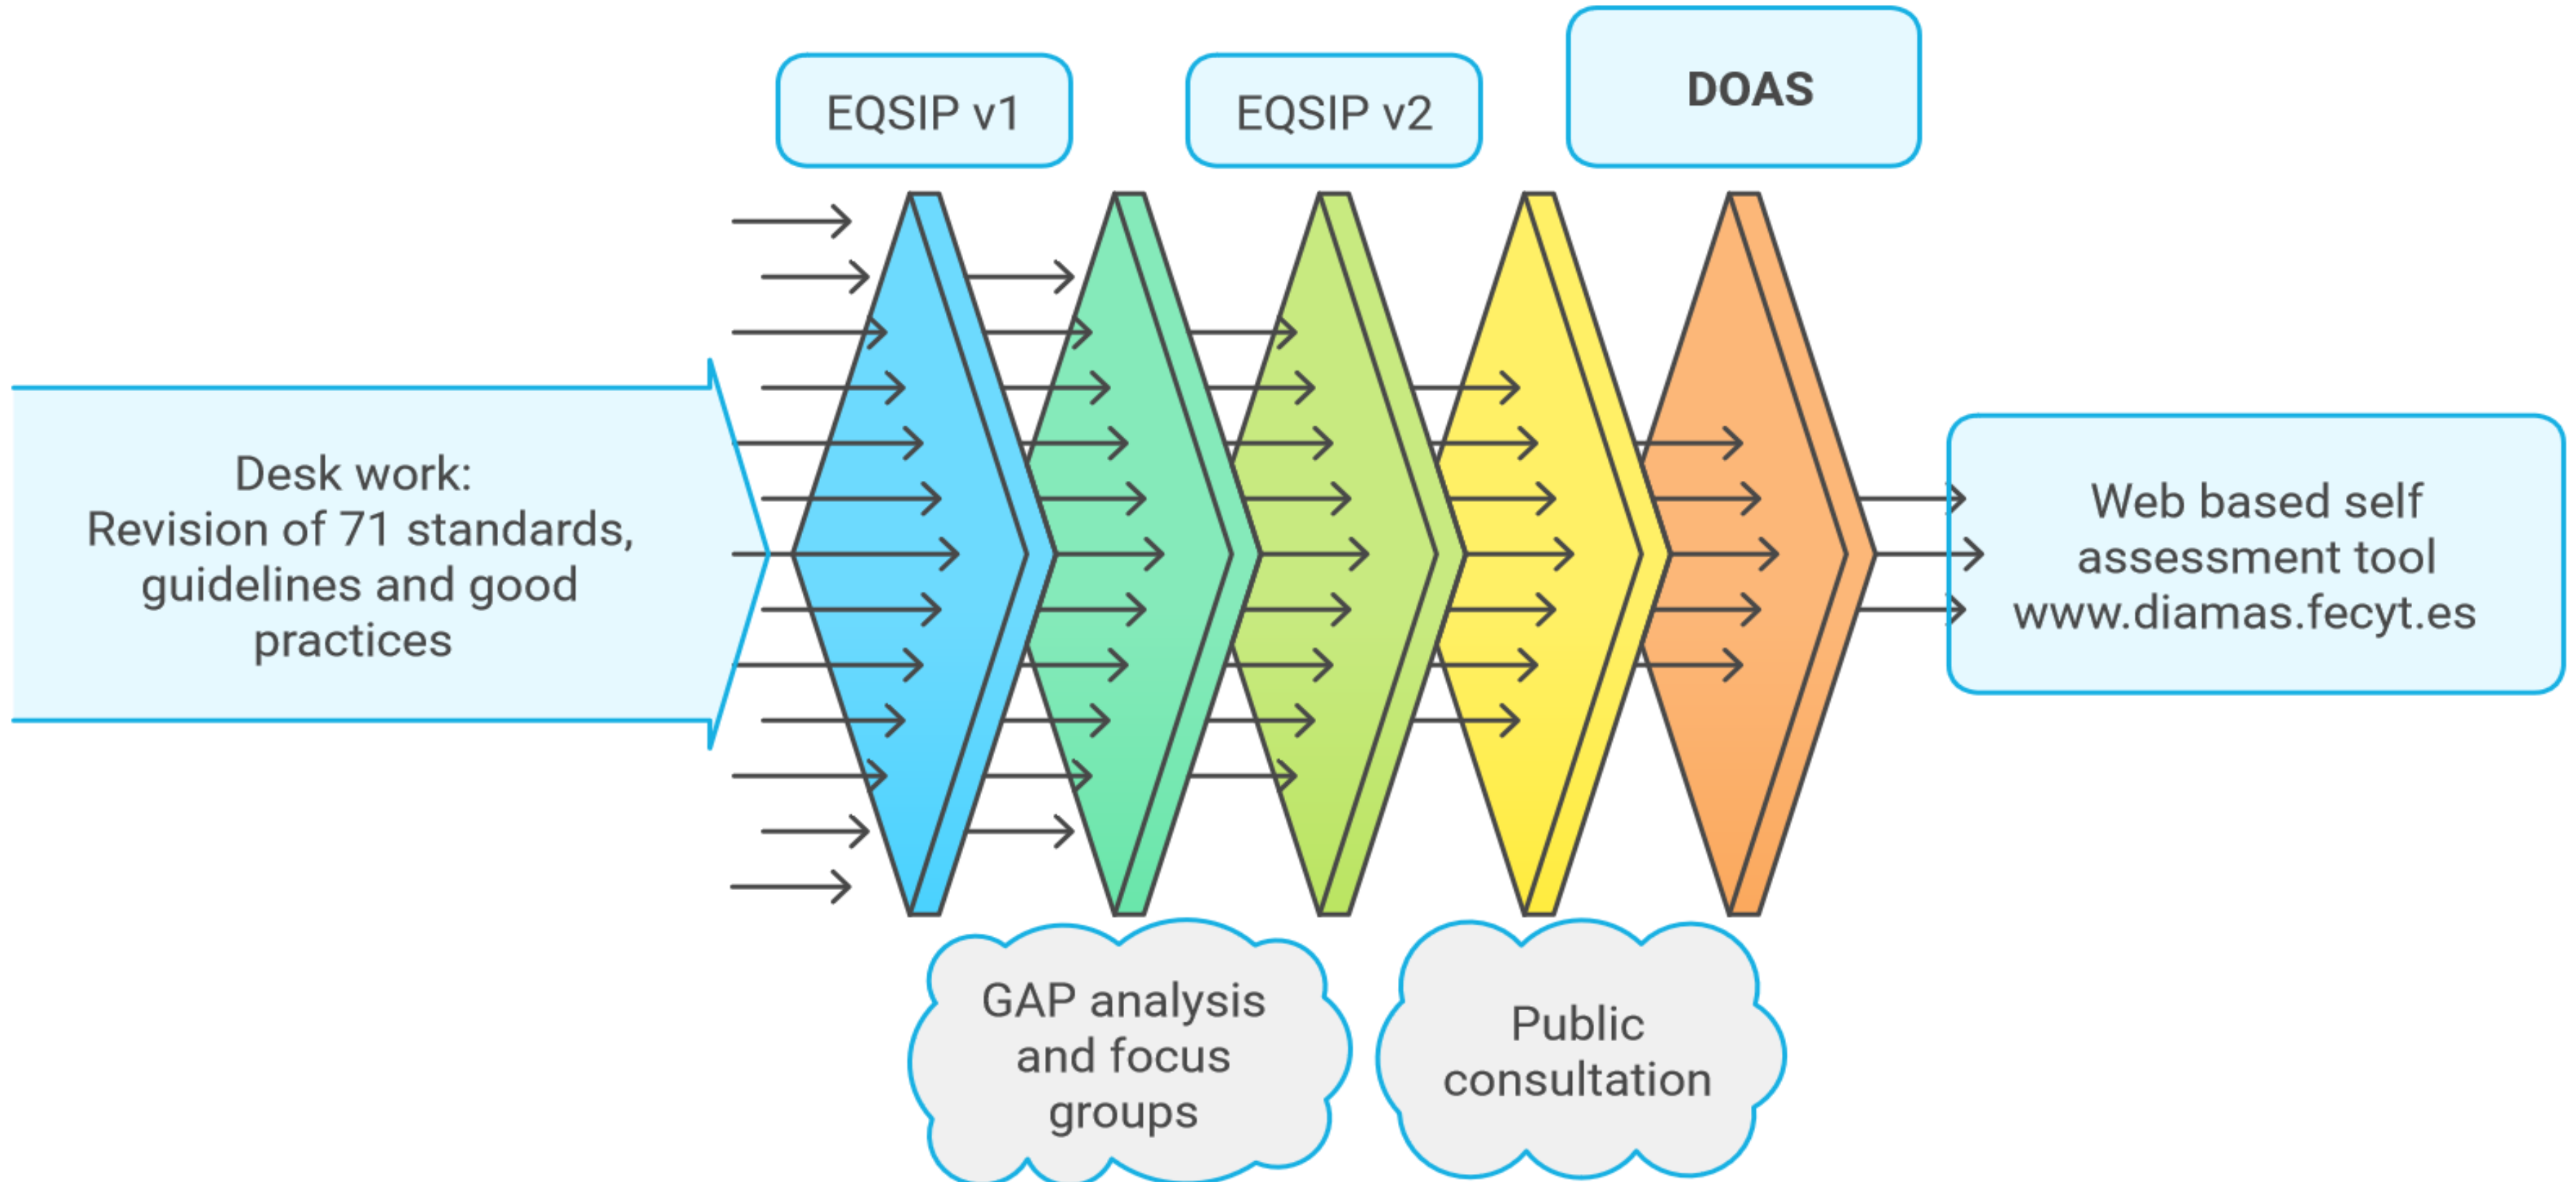 EQSIP v1
EQSIP v2
DOAS
Desk work:
Revision of 71 standards,
guidelines and good
practices
Web based self
assessment tool
www.diamas.fecyt.es
GAP analysis
and focus
groups
Public
consultation